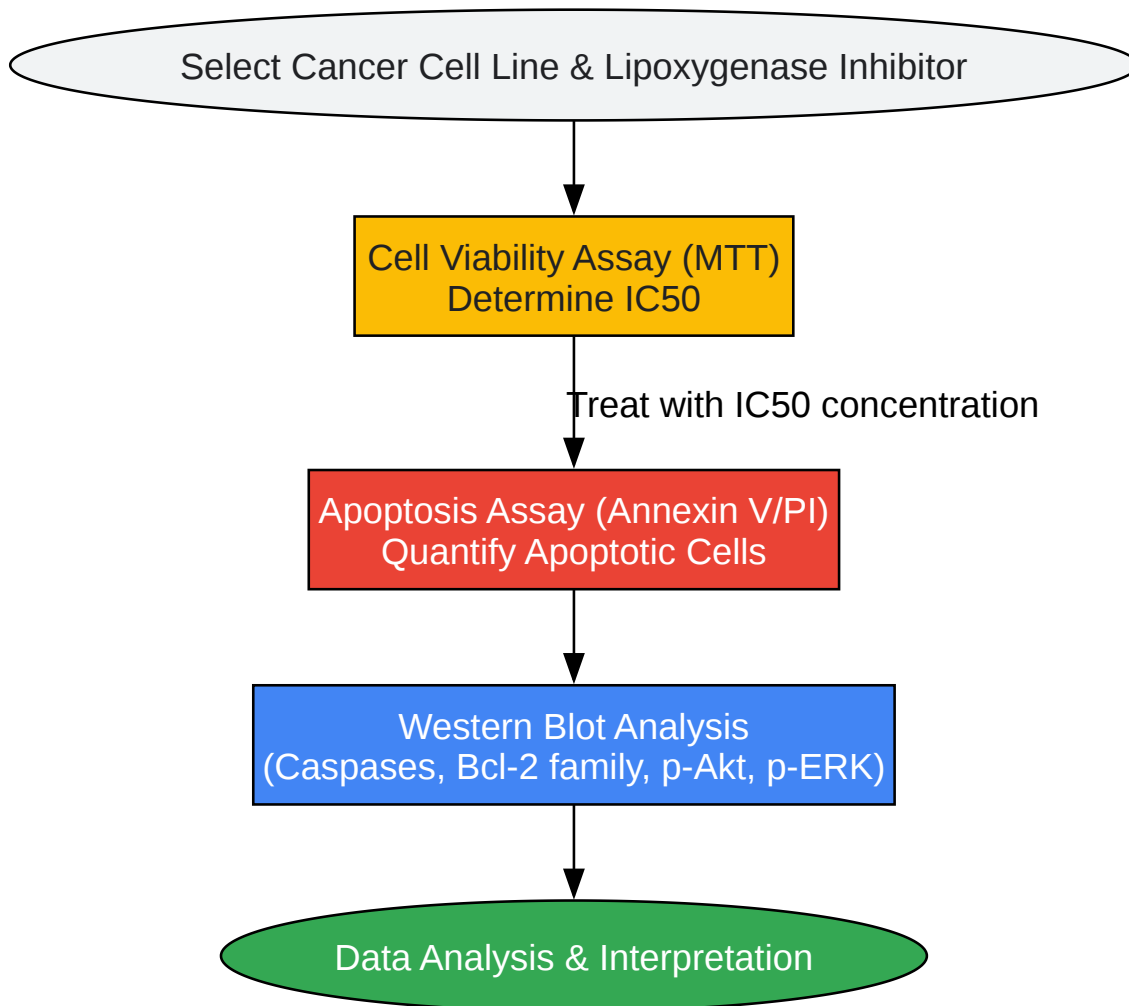 Select Cancer Cell Line & Lipoxygenase Inhibitor
Cell Viability Assay (MTT)
Determine IC50
Treat with IC50 concentration
Apoptosis Assay (Annexin V/PI)
Quantify Apoptotic Cells
Western Blot Analysis
(Caspases, Bcl-2 family, p-Akt, p-ERK)
Data Analysis & Interpretation